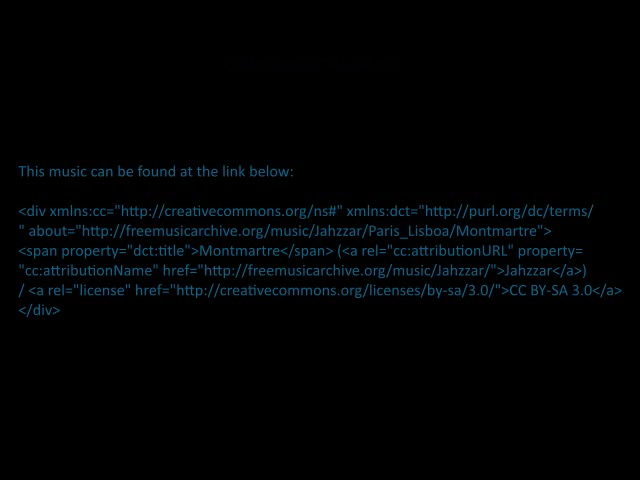 This music can be found at the link below:
<div xmlns:cc="http://creativecommons.org/ns#" xmlns:dct="http://purl.org/dc/terms/
" about="http://freemusicarchive.org/music/Jahzzar/Paris_Lisboa/Montmartre">
<span property="dct:title">Montmartre</span> (<a rel="cc:attributionURL" property=
"cc:attributionName" href="http://freemusicarchive.org/music/Jahzzar/">Jahzzar</a>)
/ <a rel="license" href="http://creativecommons.org/licenses/by-sa/3.0/">CC BY-SA 3.0</a>
</div>